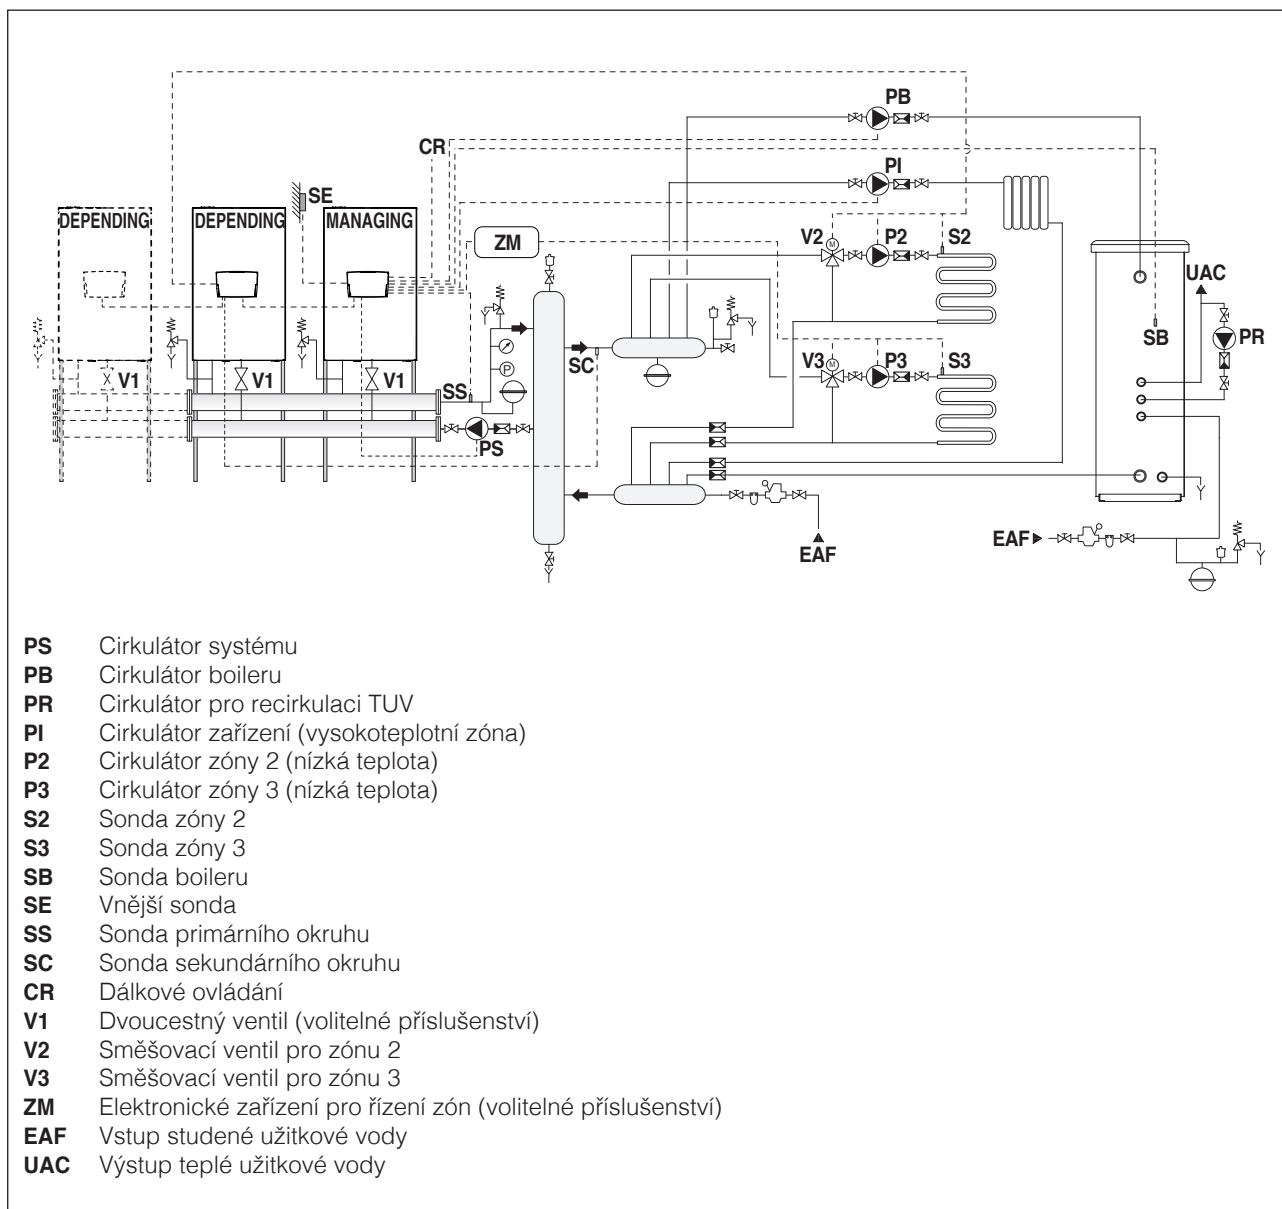 PB
CR
PI
SE
DEPENDING DEPENDING MANAGING
ZM
V2 P2 S2
M
UAC
SC
SB PR
V3 P3 S3
M
P
V1 V1 V1
SS
PS
EAF
EAF
PS Cirkulátor systému
PB Cirkulátor boileru
PR Cirkulátor pro recirkulaci TUV
PI Cirkulátor zařízení (vysokoteplotní zóna)
P2 Cirkulátor zóny 2 (nízká teplota)
P3 Cirkulátor zóny 3 (nízká teplota)
S2 Sonda zóny 2
S3 Sonda zóny 3
SB Sonda boileru
SE Vnější sonda
SS Sonda primárního okruhu
SC Sonda sekundárního okruhu
CR Dálkové ovládání
V1 Dvoucestný ventil (volitelné příslušenství)
V2 Směšovací ventil pro zónu 2
V3 Směšovací ventil pro zónu 3
ZM Elektronické zařízení pro řízení zón (volitelné příslušenství)
EAF Vstup studené užitkové vody
UAC Výstup teplé užitkové vody